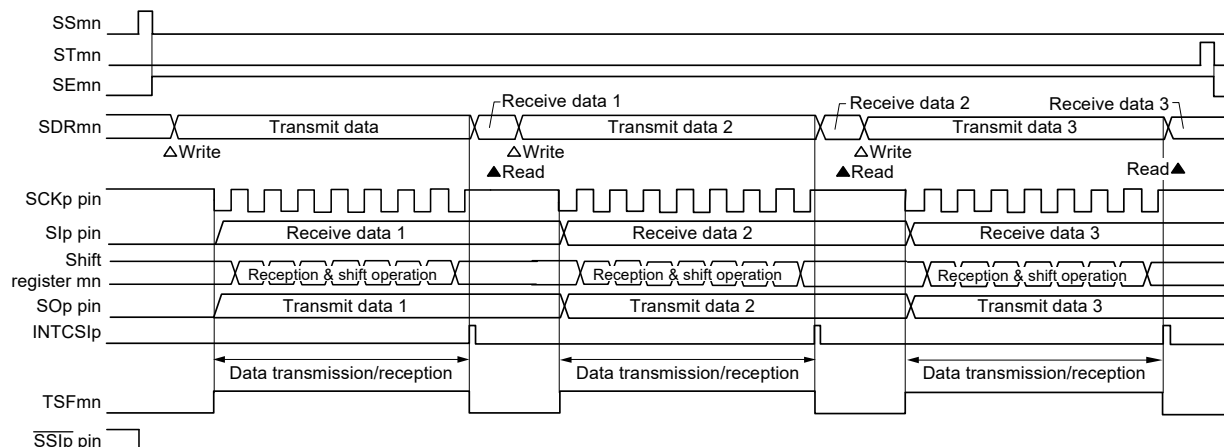 SSmn
STmn
SEmn
Receive data 1
Receive data 2
Receive data 3
SDRmn
Transmit data
Transmit data 2
Transmit data 3
△Write
△Write
△Write
▲Read
▲Read
Read▲
SCKp pin
SIp pin
Receive data 1
Receive data 2
Receive data 3
Shift
register mn
Reception & shift operation
Reception & shift operation
Reception & shift operation
SOp pin
Transmit data 1
Transmit data 2
Transmit data 3
INTCSIp
Data transmission/reception
Data transmission/reception
Data transmission/reception
TSFmn
SSIp pin